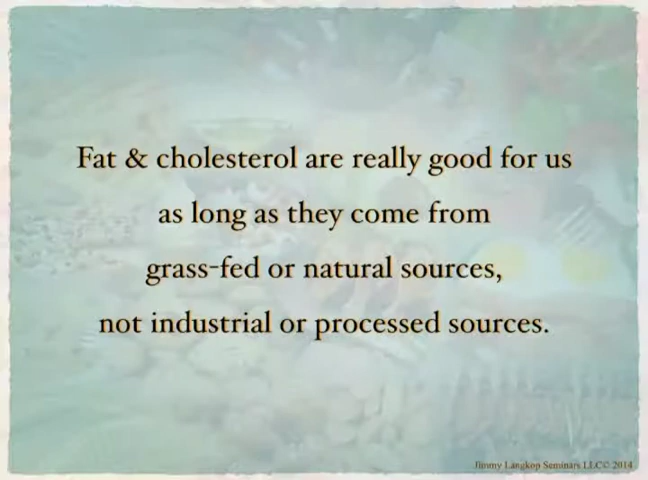 Fat & cholesterol are really good for us
as long as they come from
grass-fed or natural sources,
not industrial or processed sources.
Jimmy Langkop Seminars LLC© 2014